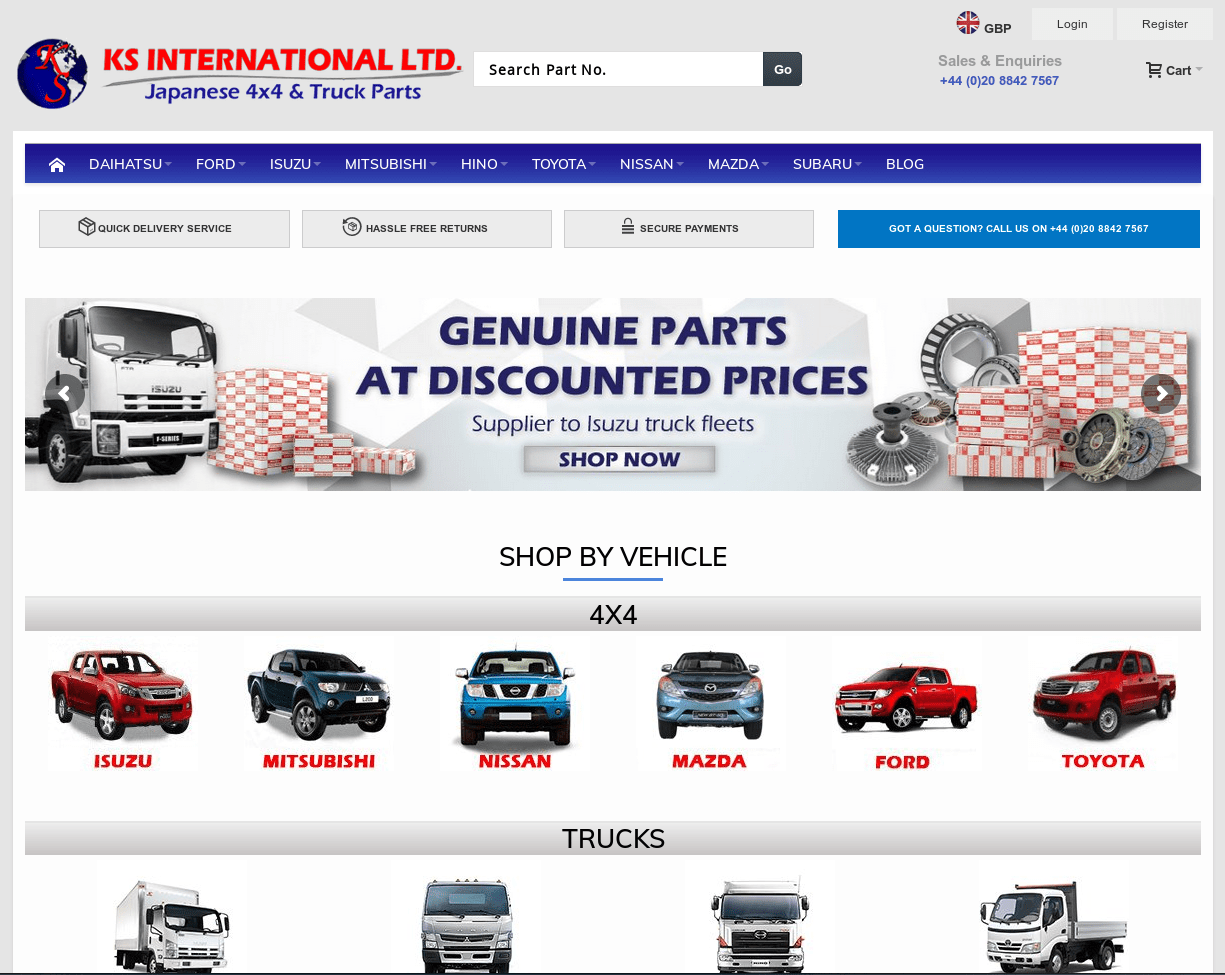 GBP
Login
Register
KS
KS INTERNATIONAL LTD.
Japanese 4x4 & Truck Parts
Search Part No.
Go
Sales & Enquiries
+44 (0)20 8842 7567
Cart
DAIHATSU
FORD
ISUZU
MITSUBISHI
HINO
TOYOTA
NISSAN
MAZDA
SUBARU
BLOG
QUICK DELIVERY SERVICE
HASSLE FREE RETURNS
SECURE PAYMENTS
GOT A QUESTION? CALL US ON +44 (0)20 8842 7567
GENUINE PARTS
AT DISCOUNTED PRICES
Supplier to Isuzu truck fleets
SHOP NOW
FTR
ISUZU
F-SERIES
SHOP BY VEHICLE
4X4
L200
ISUZU
MITSUBISHI
NISSAN
MAZDA
FORD
TOYOTA
TRUCKS